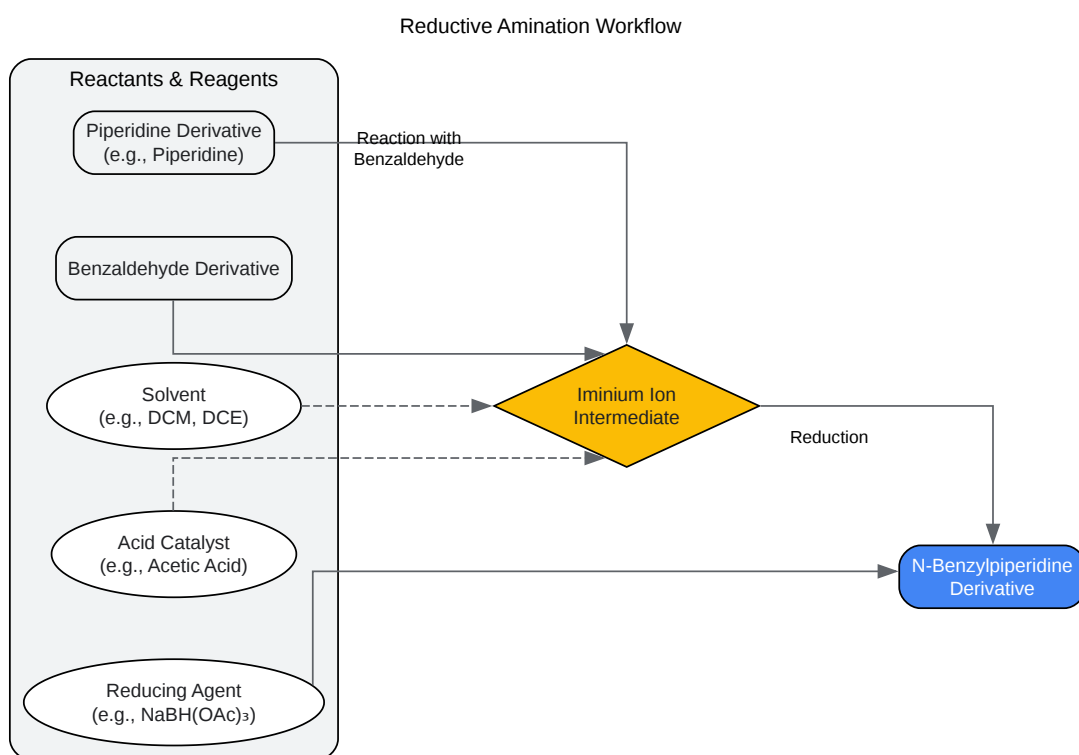 Reductive Amination Workflow
Reactants & Reagents
Piperidine Derivative
(e.g., Piperidine)
Reaction with
Benzaldehyde
Benzaldehyde Derivative
Solvent
(e.g., DCM, DCE)
Iminium Ion
Intermediate
Reduction
Acid Catalyst
(e.g., Acetic Acid)
N-Benzylpiperidine
Derivative
Reducing Agent
(e.g., NaBH(OAc)₃)